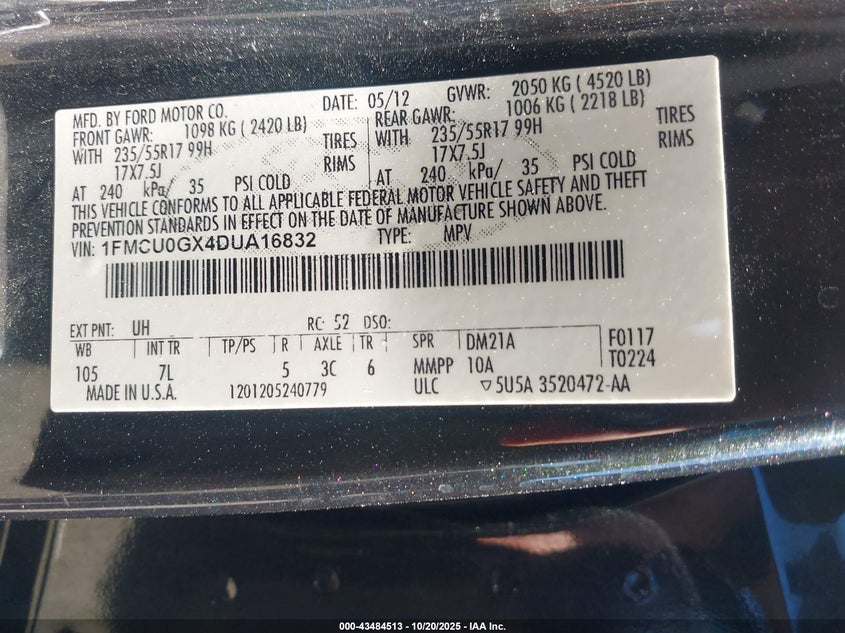 MFD. BY FORD MOTOR CO. DATE: 05/12 GVWR: 2050 KG ( 4520 LB)
FRONT GAWR: 1098 KG ( 2420 LB) REAR GAWR: 1006 KG ( 2218 LB)
WITH 235/55R17 99H TIRES WITH 235/55R17 99H TIRES
17X7.5J RIMS 17X7.5J RIMS
AT 240 kPa/ 35 PSI COLD AT 240 kPa/ 35 PSI COLD
THIS VEHICLE CONFORMS TO ALL APPLICABLE FEDERAL MOTOR VEHICLE SAFETY AND THEFT
PREVENTION STANDARDS IN EFFECT ON THE DATE OF MANUFACTURE SHOWN ABOVE.
VIN: 1FMCU0GX4DUA16832 TYPE: MPV
EXT PNT: UH RC: 52 DSO:
WB INT TR TP/PS R AXLE TR SPR DM21A F0117
105 7L 5 3C 6 MMPP 10A T0224
MADE IN U.S.A. 1201205240779 ULC ▽5U5A 3520472-AA
000-43484513 - 10/20/2025 - IAA Inc.